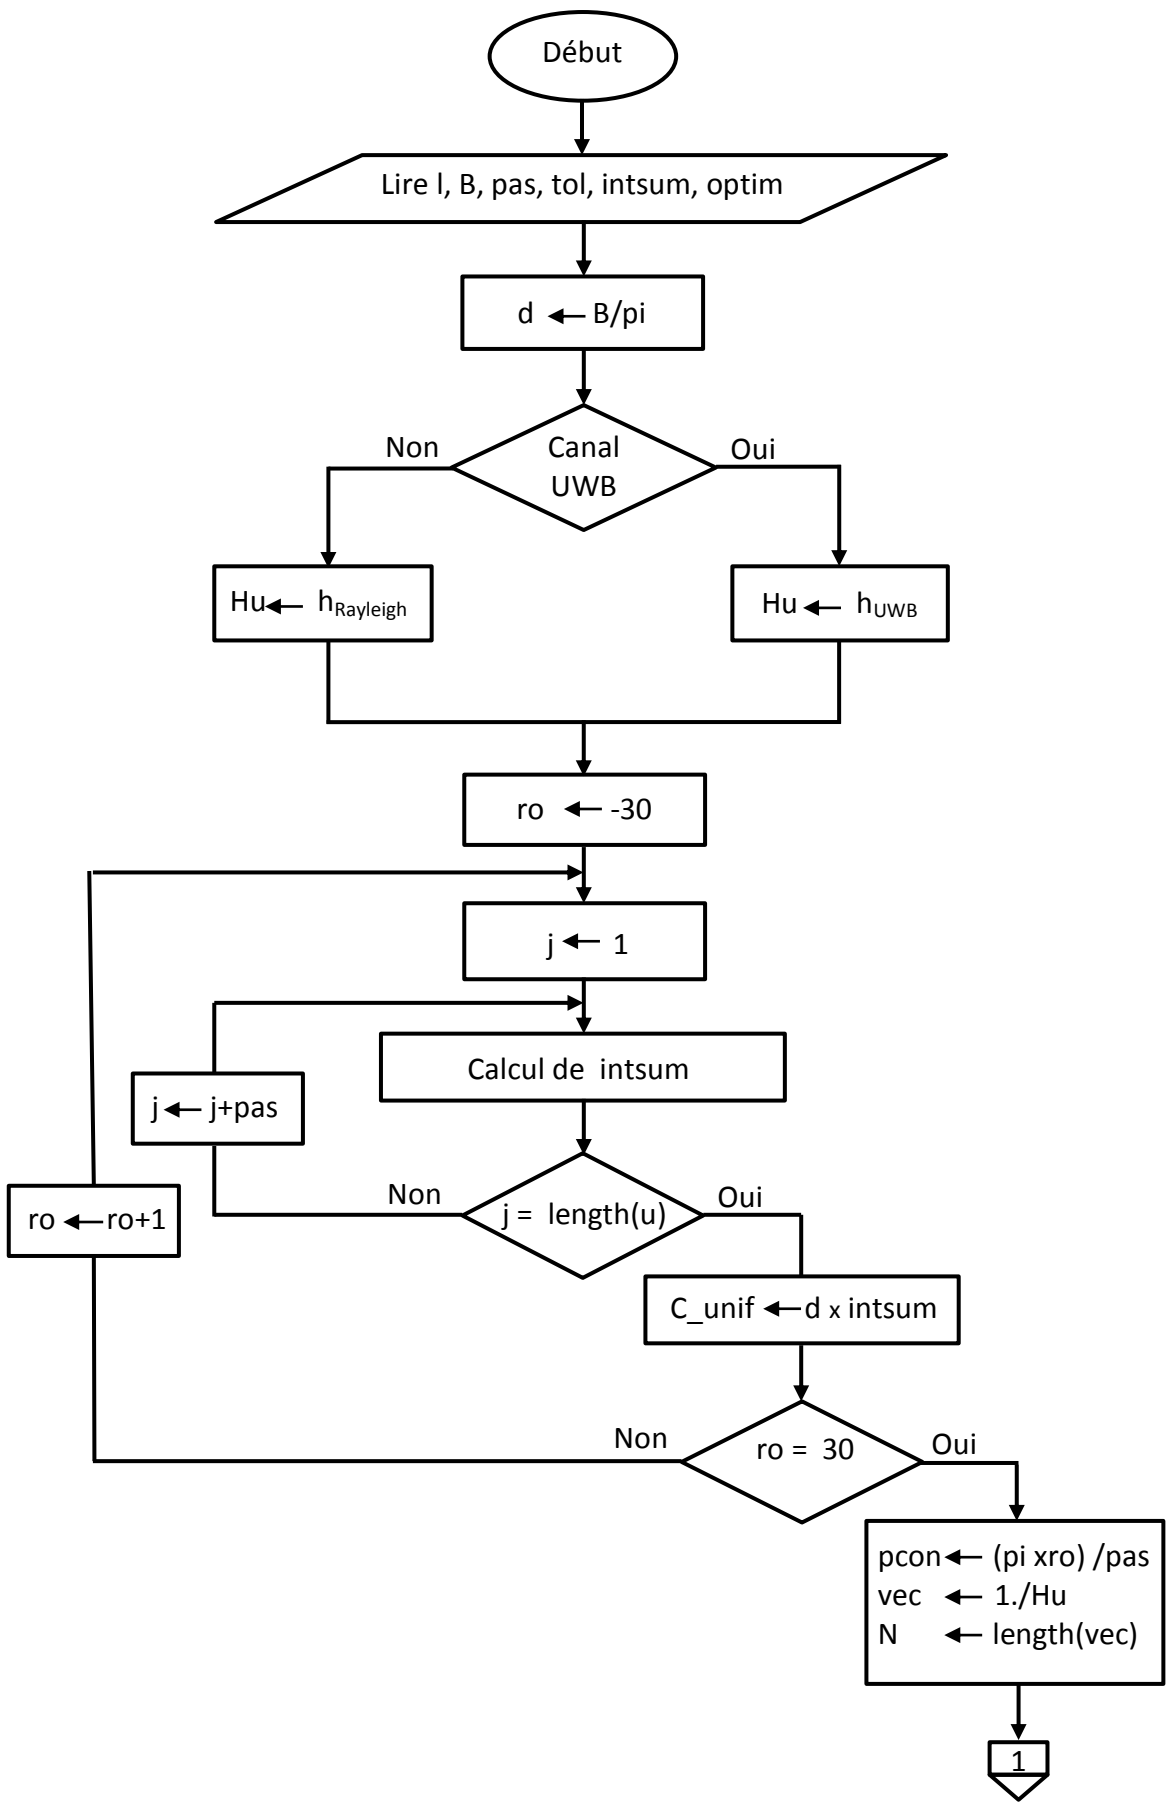 Début
Lire l, B, pas, tol, intsum, optim
d ← B/pi
Non
Canal
UWB
Oui
Hu ← hRayleigh
Hu ← hUWB
ro ← -30
j ← 1
Calcul de intsum
j ← j+pas
Non
j = length(u)
Oui
ro ← ro+1
C_unif ← d x intsum
Non
ro = 30
Oui
pcon ← (pi xro) /pas
vec ← 1./Hu
N ← length(vec)
1